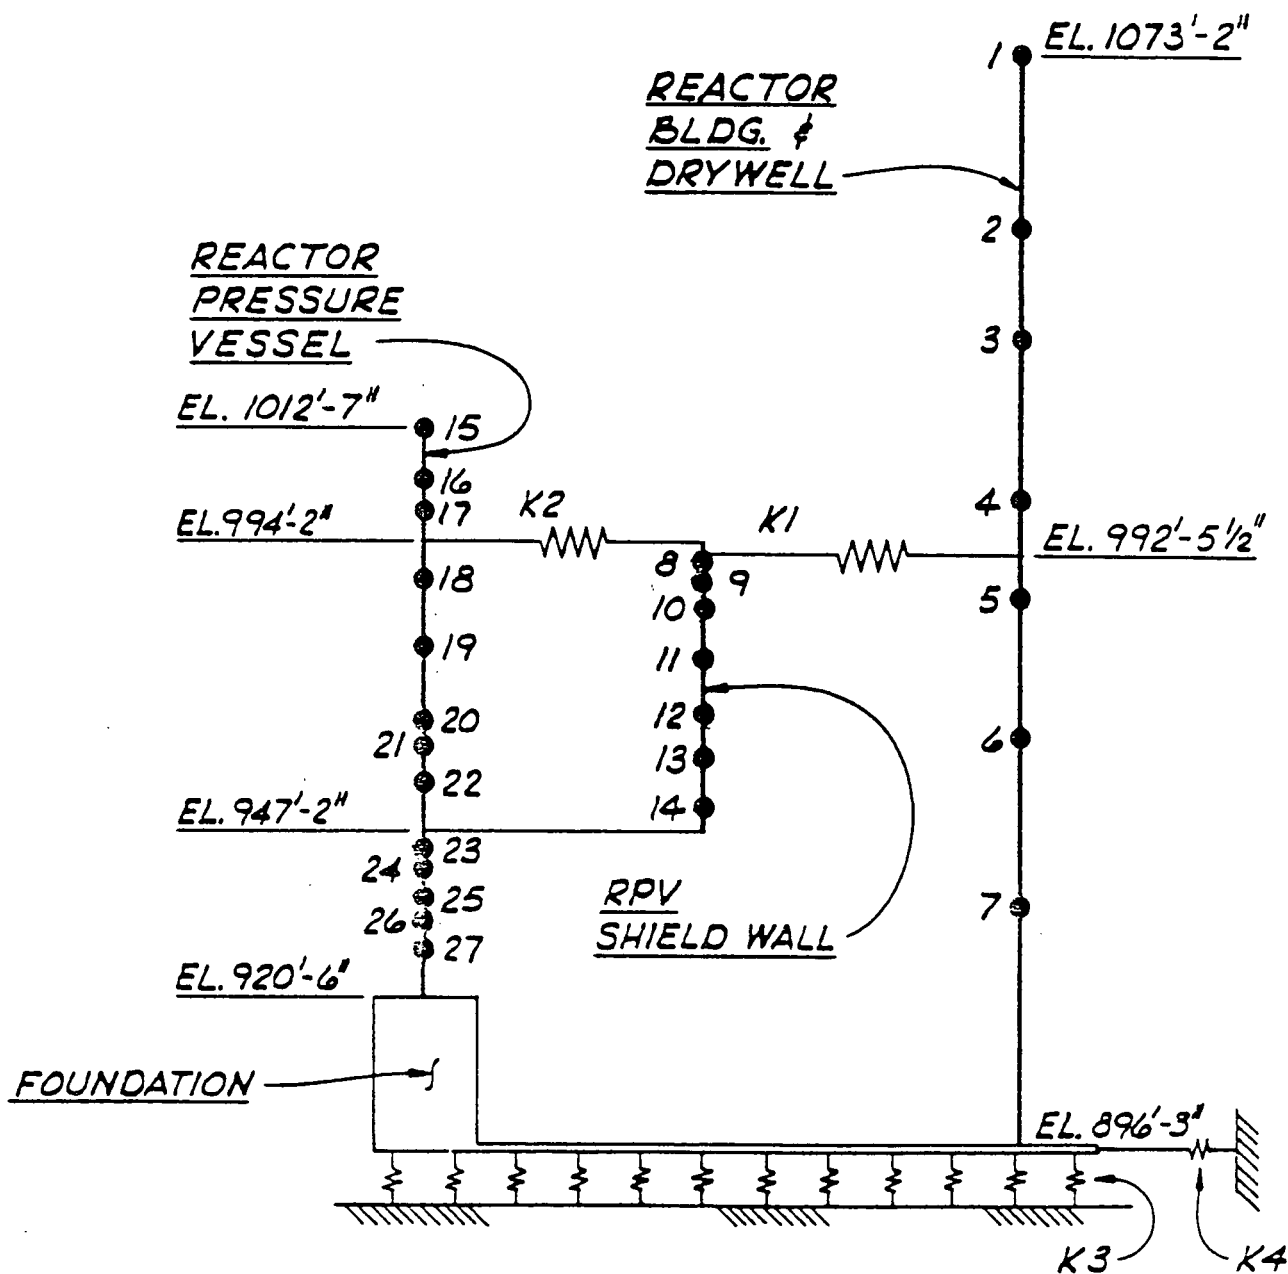 1
EL. 1073'-2"
REACTOR
BLDG. &
DRYWELL
2
REACTOR
PRESSURE
VESSEL
3
EL. 1012'-7"
15
16
17
K2
K1
4
EL. 994'-2"
EL. 992'-5 1/2"
8
9
18
10
5
19
11
12
20
21
6
13
22
14
EL. 947'-2"
23
24
25
26
27
RPV
SHIELD WALL
7
EL. 920'-6"
FOUNDATION
EL. 896'-3"
K3
K4